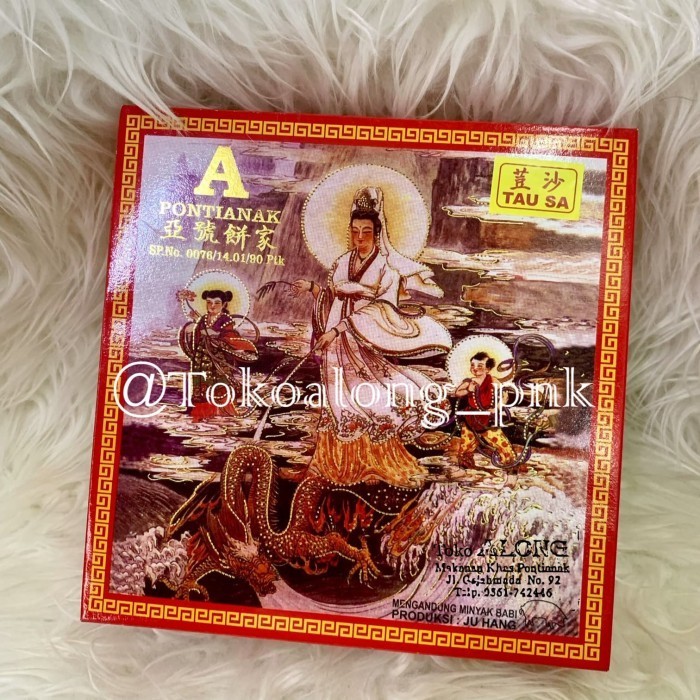 A
PONTIANAK
亞號餅家
SP.No. 0076/14.01/90 Ptk
荳沙
TAU SA
@Tokoalong_pnk
Toko ALONG
Makanan Khas Pontianak
Jl. Gajahmada No. 92
Telp. 0561-742446
MENGANDUNG MINYAK BABI
PRODUKSI : JU HANG